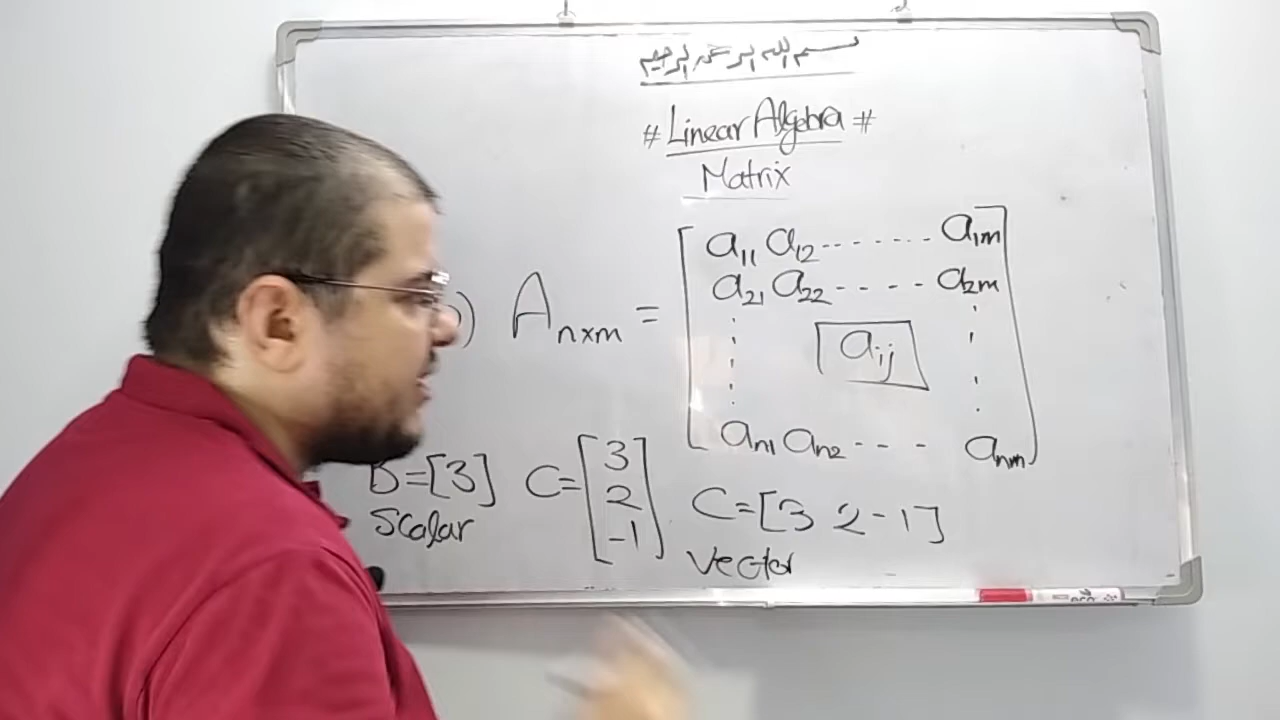 بسم الله الرحمن الرحيم
# Linear Algebra #
Matrix
) A n×m = [ a11 a12 ------- a1m
a21 a22 ----- a2m
aij
an1 an2 --- anm ]
B=[3] C=[3 2 -1] C=[3 2 -1]
Scalar Vector